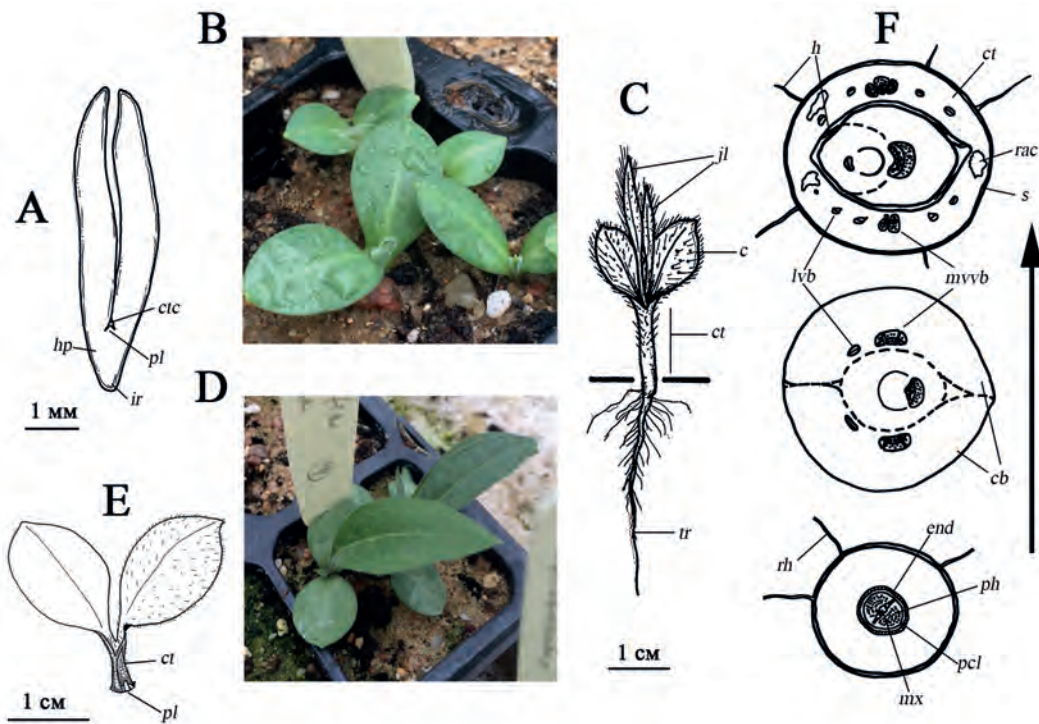 A
ctc
hp
pl
ir
1 мм
B
C
jl
c
ct
tr
1 см
D
E
ct
pl
1 см
F
h
ct
rac
s
lvb
mvvb
cb
rh
end
ph
pcl
mx